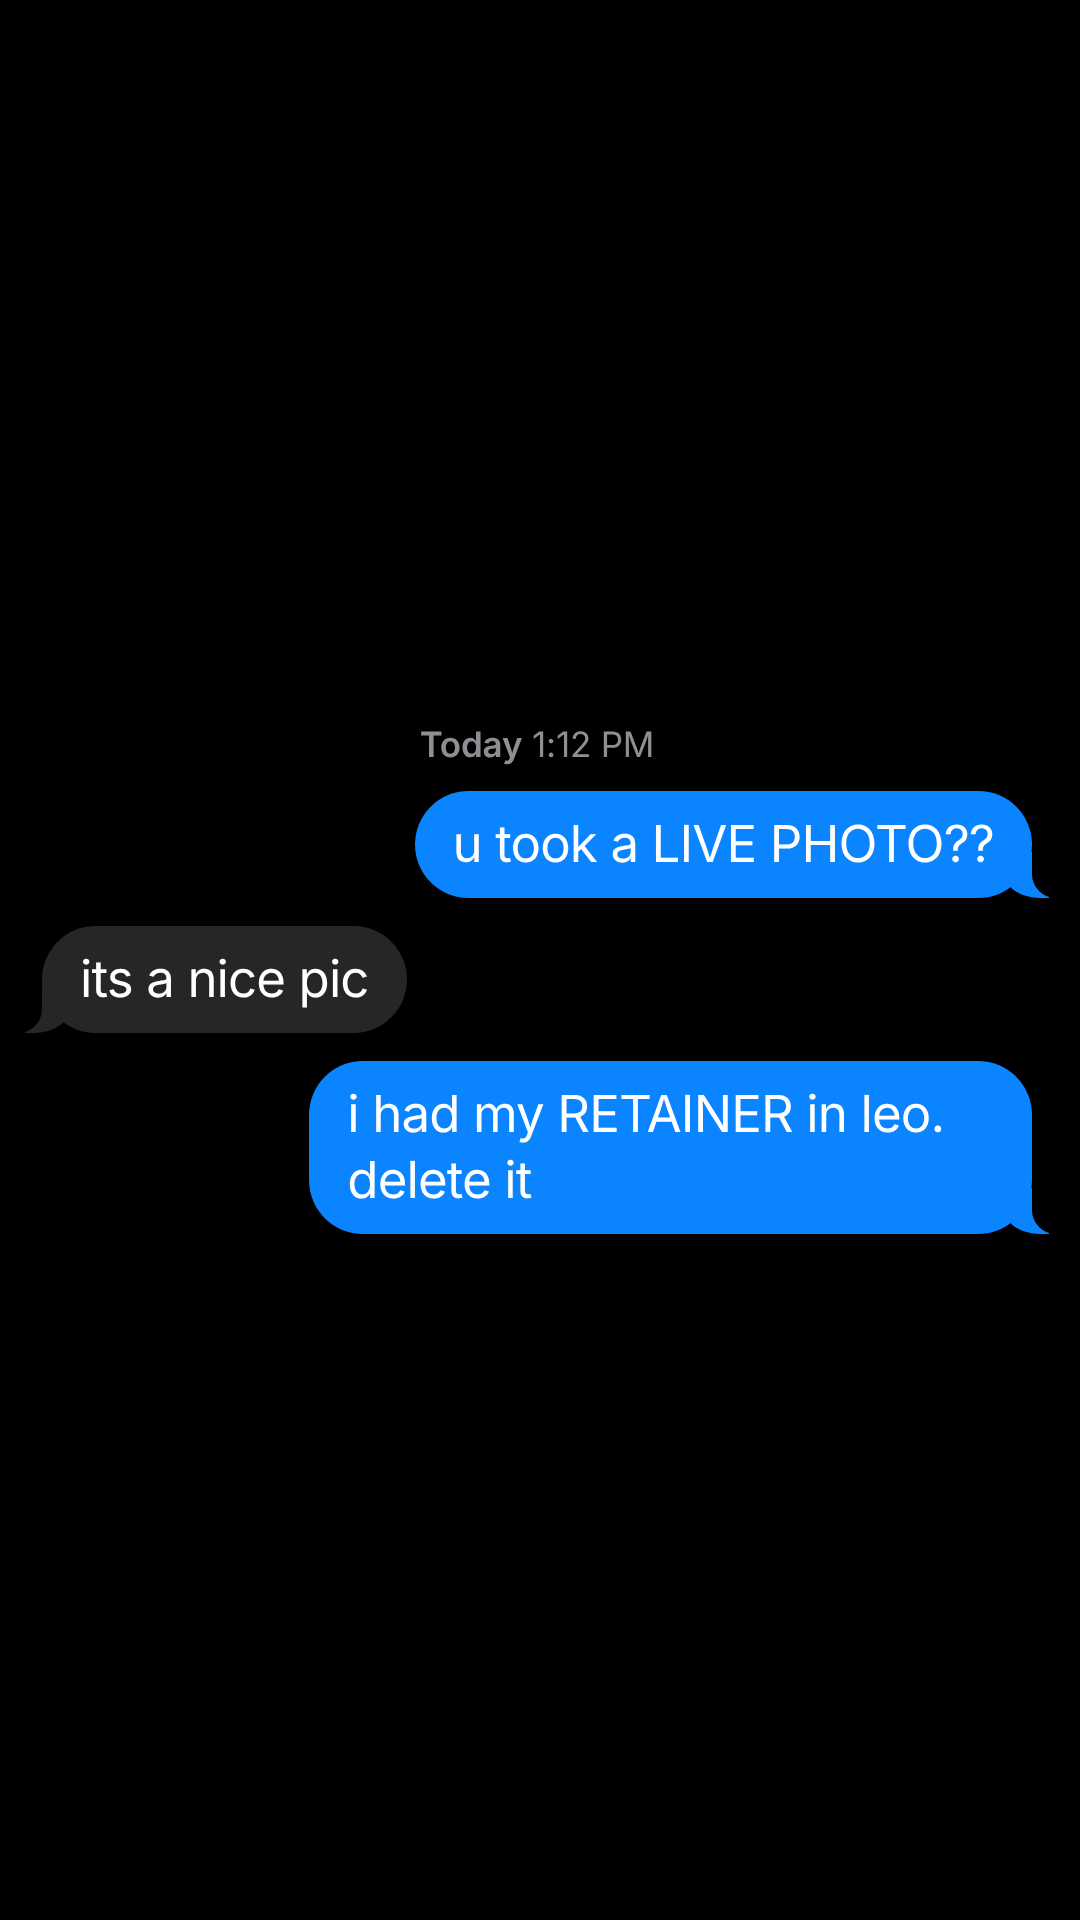 Today 1:12 PM
u took a LIVE PHOTO??
its a nice pic
i had my RETAINER in leo.
delete it